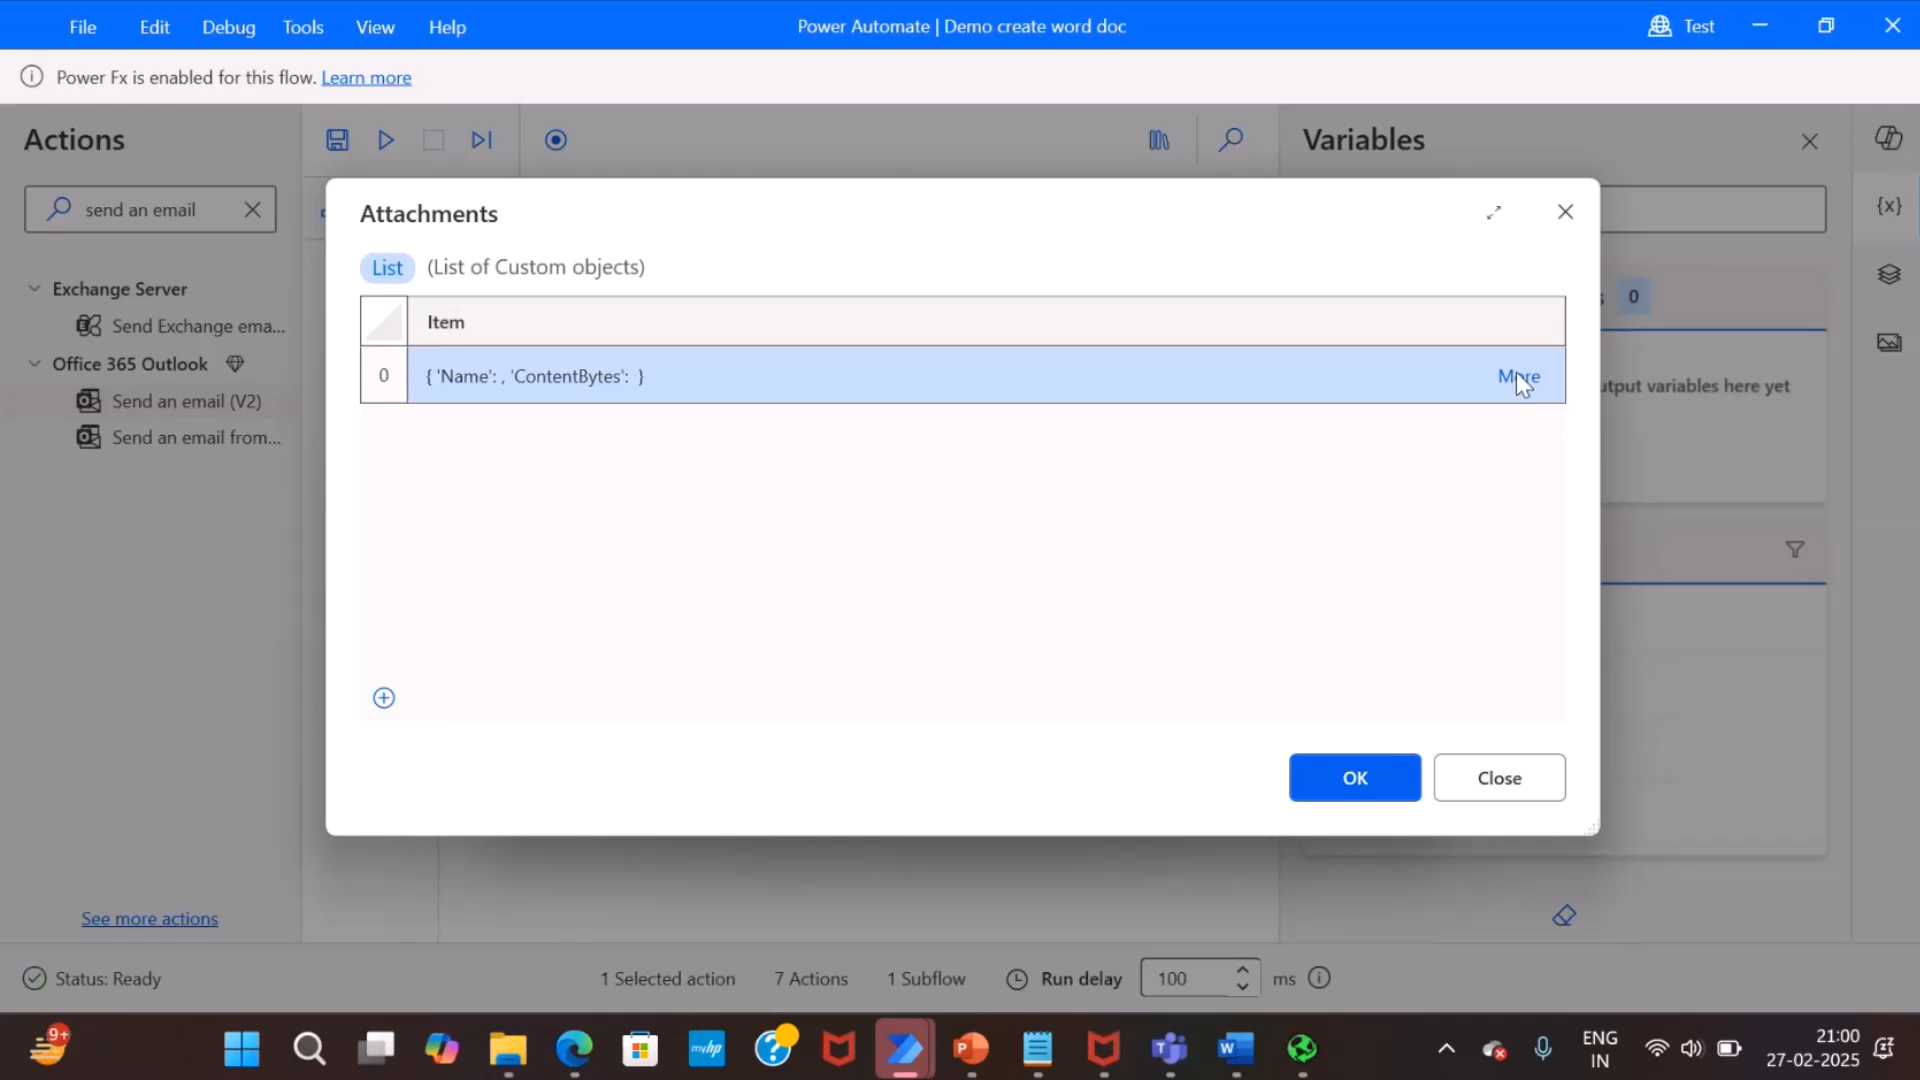 File Edit Debug Tools View Help Power Automate | Demo create word doc Test
Power Fx is enabled for this flow. Learn more
Actions
Variables
send an email
{x}
Attachments
List (List of Custom objects)
Item
0 { 'Name': , 'ContentBytes': } More
OK Close
Exchange Server
Send Exchange ema...
Office 365 Outlook
Send an email (V2)
Send an email from...
See more actions
s 0
variables here yet
Status: Ready 1 Selected action 7 Actions 1 Subflow Run delay 100 ms
9+
myhp
ENG
IN
21:00
27-02-2025